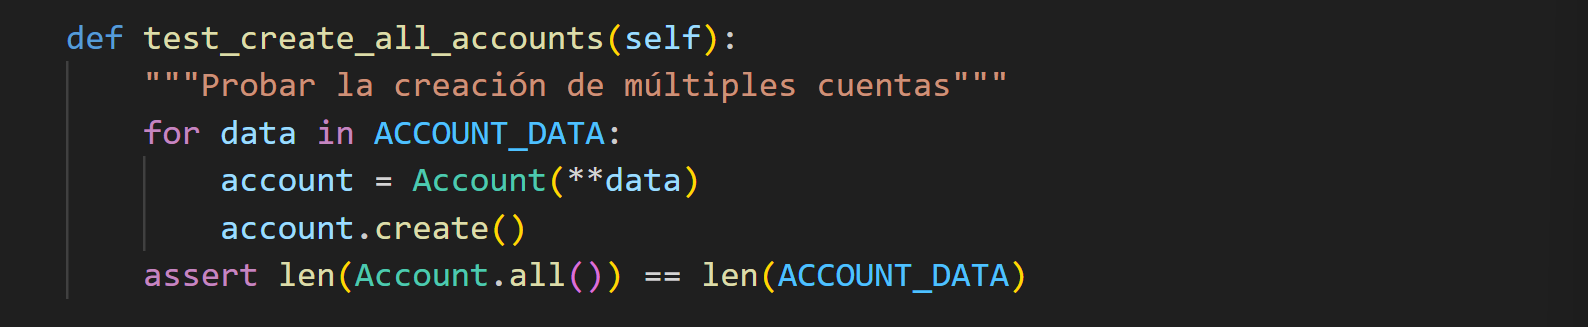 def test_create_all_accounts(self):
    """Probar la creación de múltiples cuentas"""
    for data in ACCOUNT_DATA:
        account = Account(**data)
        account.create()
    assert len(Account.all()) == len(ACCOUNT_DATA)